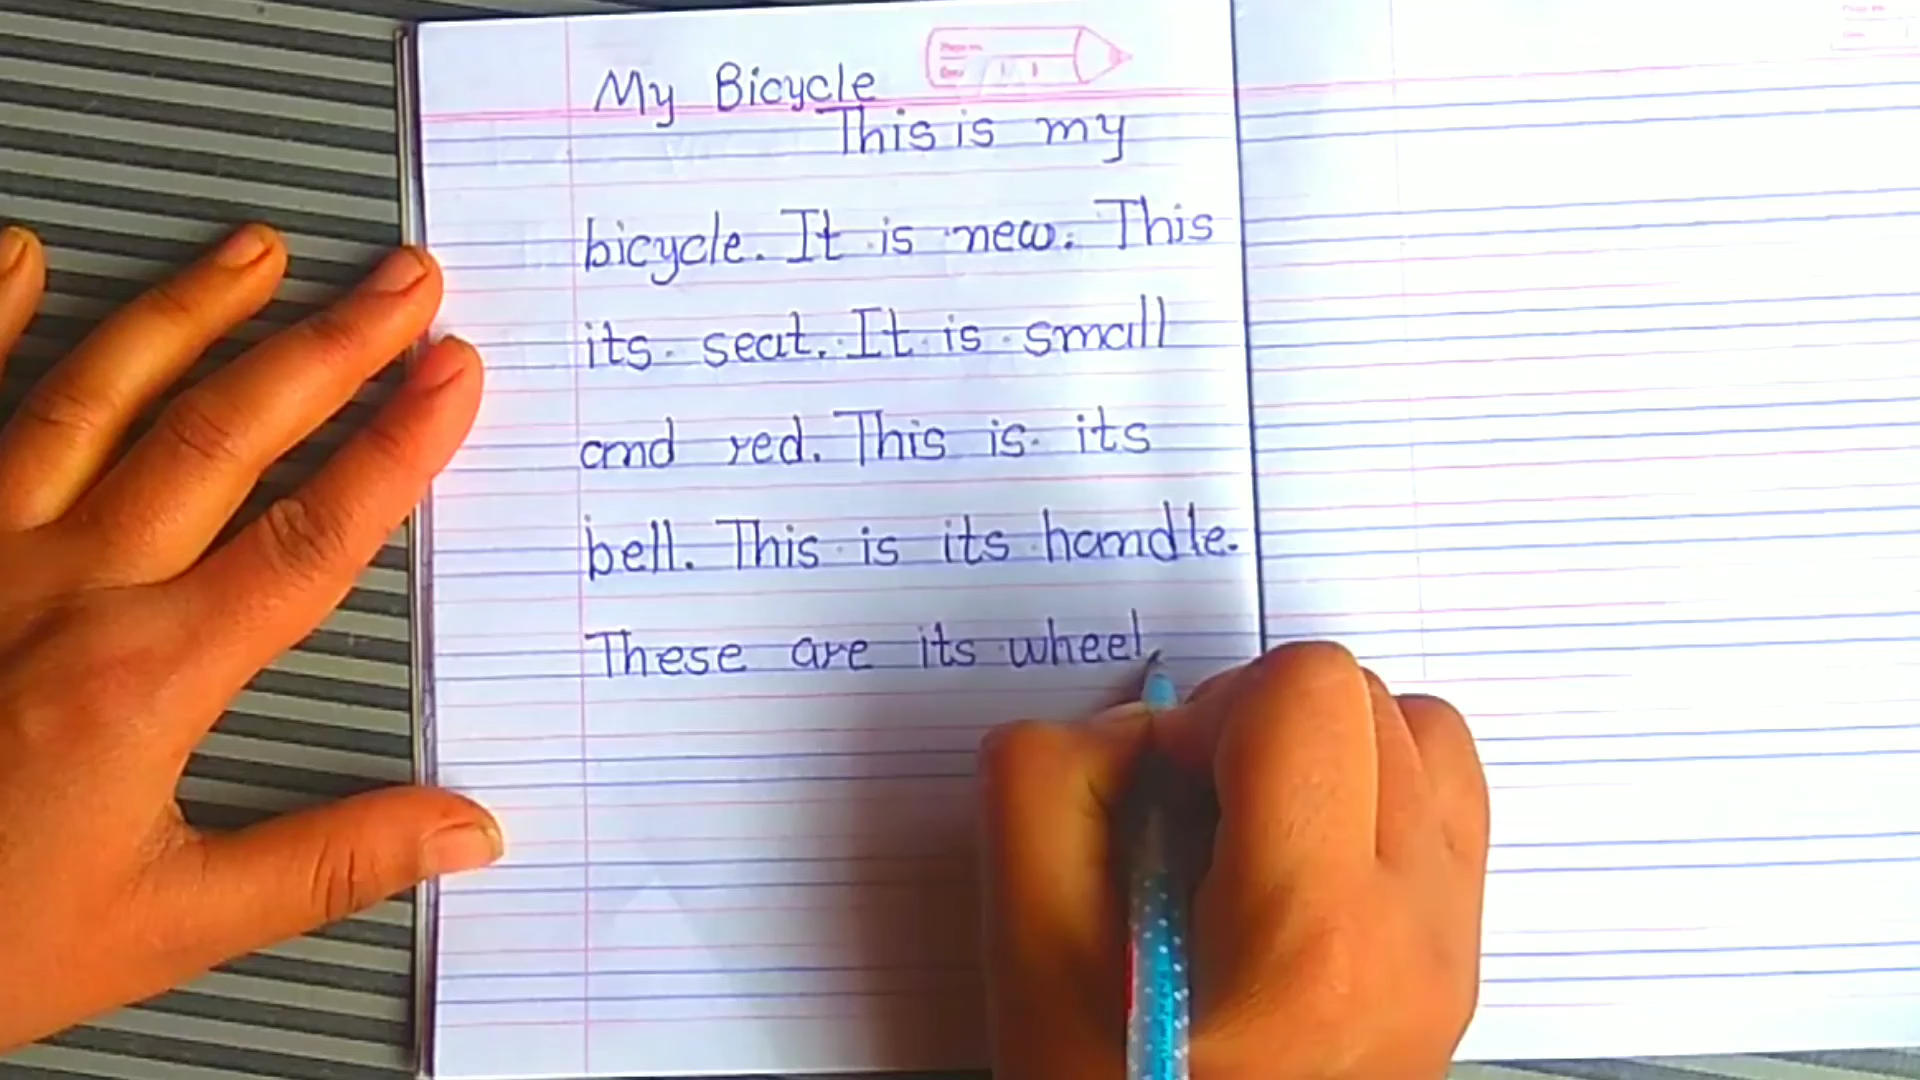 My Bicycle
This is my
bicycle. It is new. This
its seat. It is small
and red. This is its
bell. This is its handle.
These are its wheel